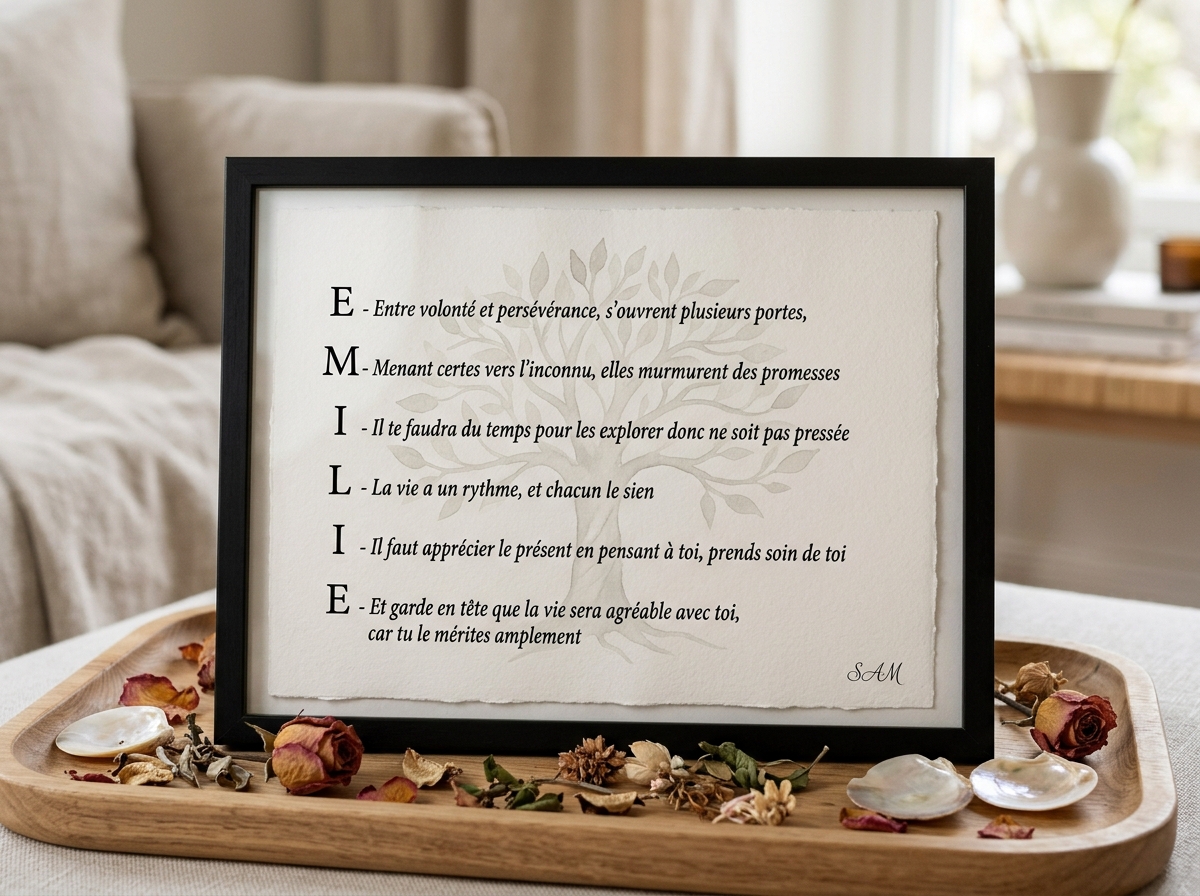 E - Entre volonté et persévérance, s'ouvrent plusieurs portes,
M - Menant certes vers l'inconnu, elles murmurent des promesses
I - Il te faudra du temps pour les explorer donc ne soit pas pressée
L - La vie a un rythme, et chacun le sien
I - Il faut apprécier le présent en pensant à toi, prends soin de toi
E - Et garde en tête que la vie sera agréable avec toi,
car tu le mérites amplement
SAM